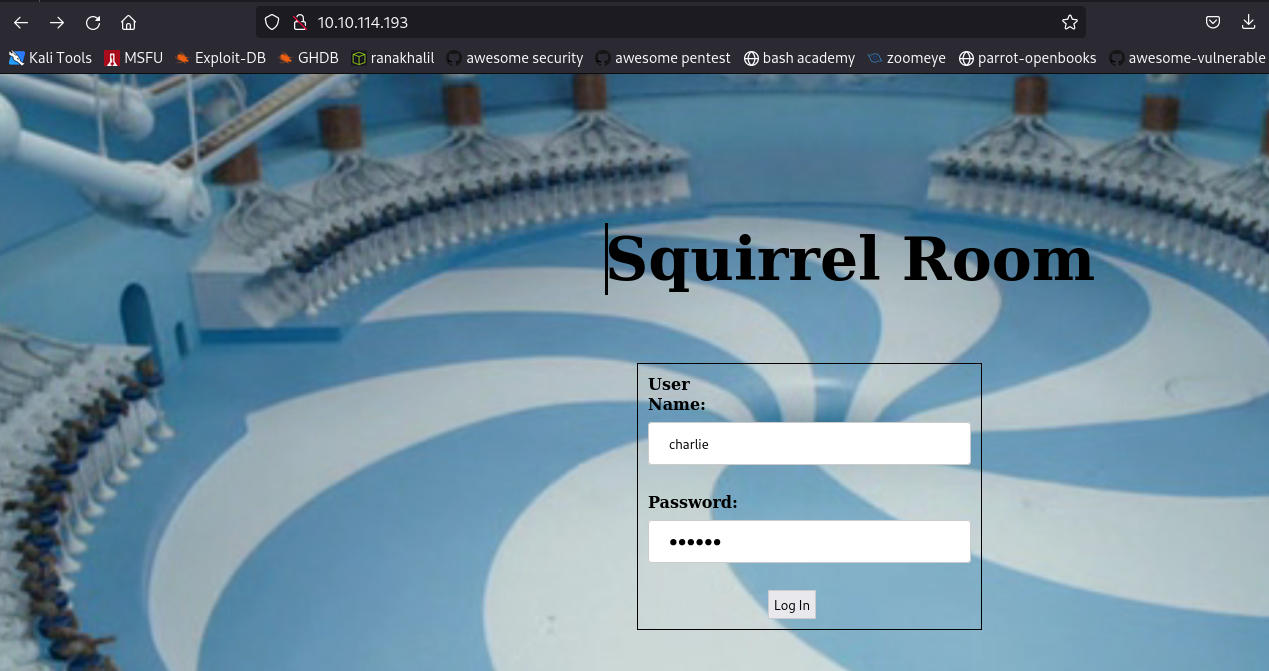 10.10.114.193
Kali Tools MSFU Exploit-DB GHDB ranakhalil awesome security awesome pentest bash academy zoomeye parrot-openbooks awesome-vulnerable
Squirrel Room
User
Name:
charlie
Password:
••••••
Log In